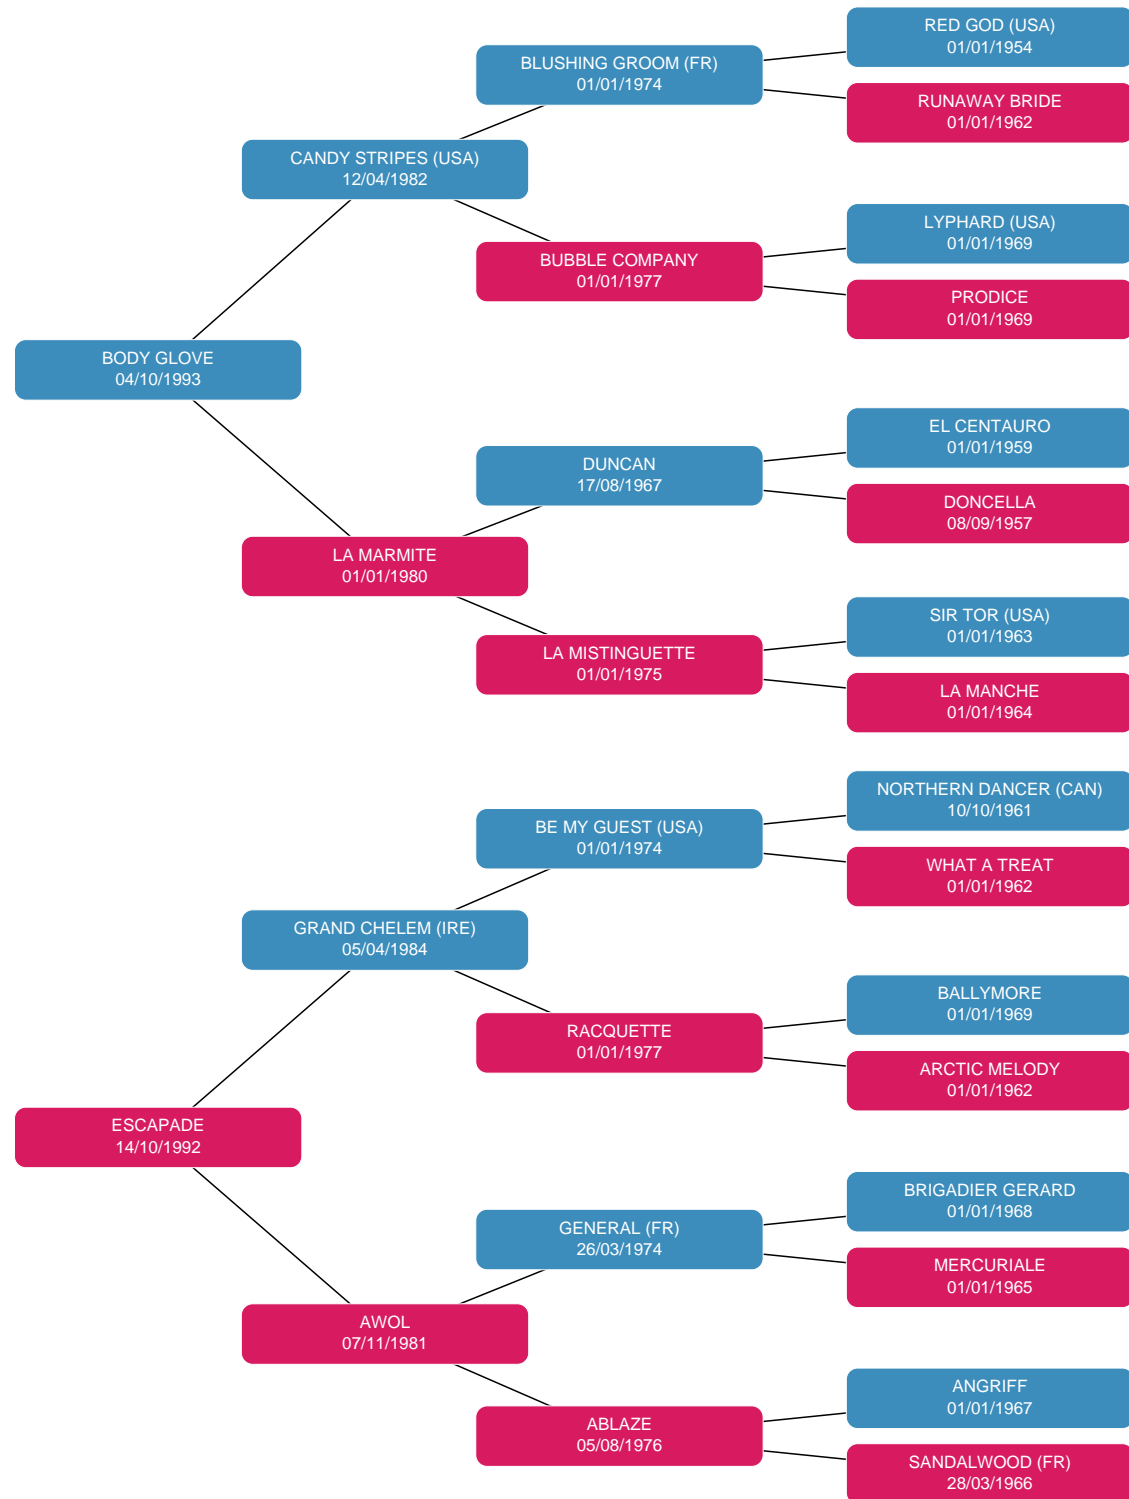 RED GOD (USA)
01/01/1954
BLUSHING GROOM (FR)
01/01/1974
RUNAWAY BRIDE
01/01/1962
CANDY STRIPES (USA)
12/04/1982
LYPHARD (USA)
01/01/1969
BUBBLE COMPANY
01/01/1977
PRODICE
01/01/1969
BODY GLOVE
04/10/1993
EL CENTAURO
01/01/1959
DUNCAN
17/08/1967
DONCELLA
08/09/1957
LA MARMITE
01/01/1980
SIR TOR (USA)
01/01/1963
LA MISTINGUETTE
01/01/1975
LA MANCHE
01/01/1964
NORTHERN DANCER (CAN)
10/10/1961
BE MY GUEST (USA)
01/01/1974
WHAT A TREAT
01/01/1962
GRAND CHELEM (IRE)
05/04/1984
BALLYMORE
01/01/1969
RACQUETTE
01/01/1977
ARCTIC MELODY
01/01/1962
ESCAPADE
14/10/1992
BRIGADIER GERARD
01/01/1968
GENERAL (FR)
26/03/1974
MERCURIALE
01/01/1965
AWOL
07/11/1981
ANGRIFF
01/01/1967
ABLAZE
05/08/1976
SANDALWOOD (FR)
28/03/1966